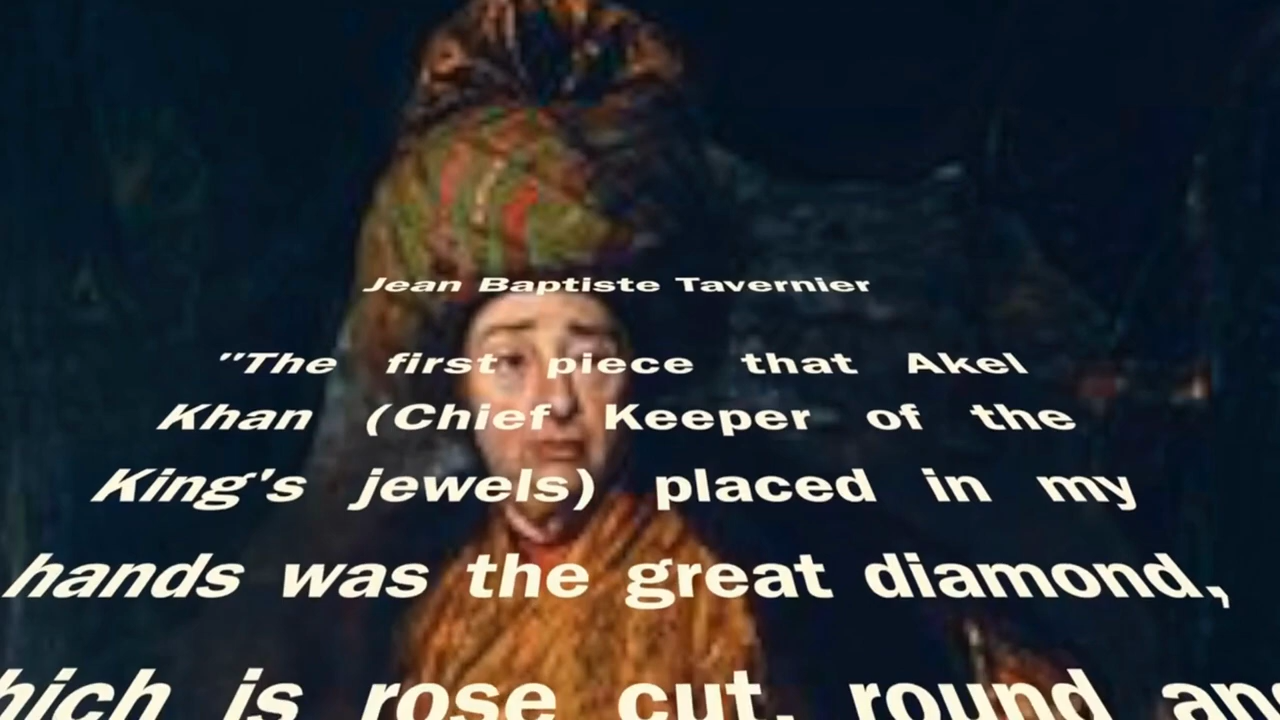 Jean Baptiste Tavernier
"The first piece that Akel
Khan (Chief Keeper of the
King's jewels) placed in my
hands was the great diamond,
is rose cut, round